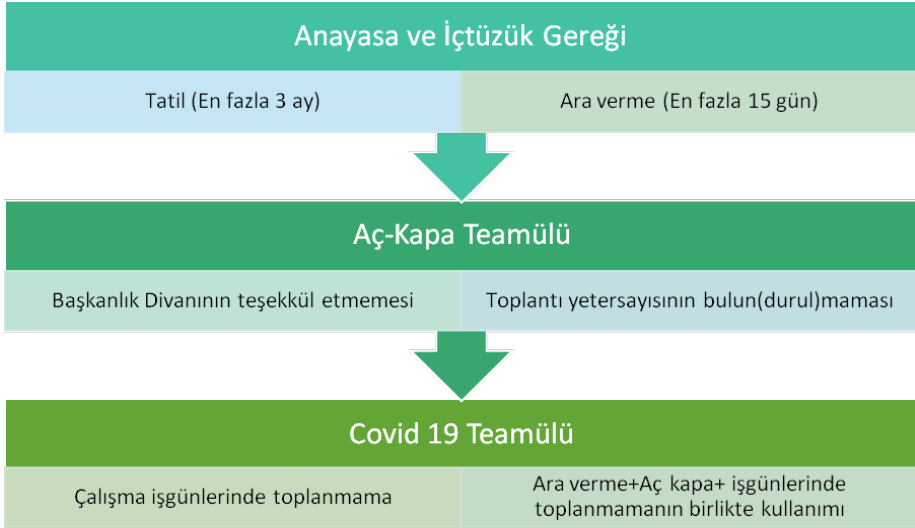 Anayasa ve İçtüzük Gereği
Tatil (En fazla 3 ay)
Ara verme (En fazla 15 gün)
Aç-Kapa Teamülü
Başkanlık Divanının teşekkül etmemesi
Toplantı yetersayısının bulun(durul)maması
Covid 19 Teamülü
Çalışma işgünlerinde toplanmama
Ara verme+Aç kapa+ işgünlerinde
toplanmamanın birlikte kullanımı